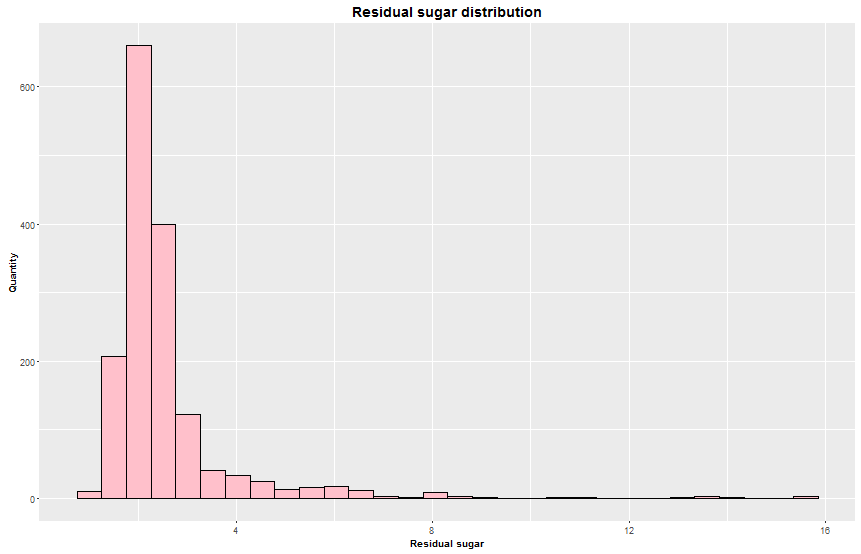 Residual sugar distribution
600
400
200
0
Quantity
4 8 12 16
Residual sugar